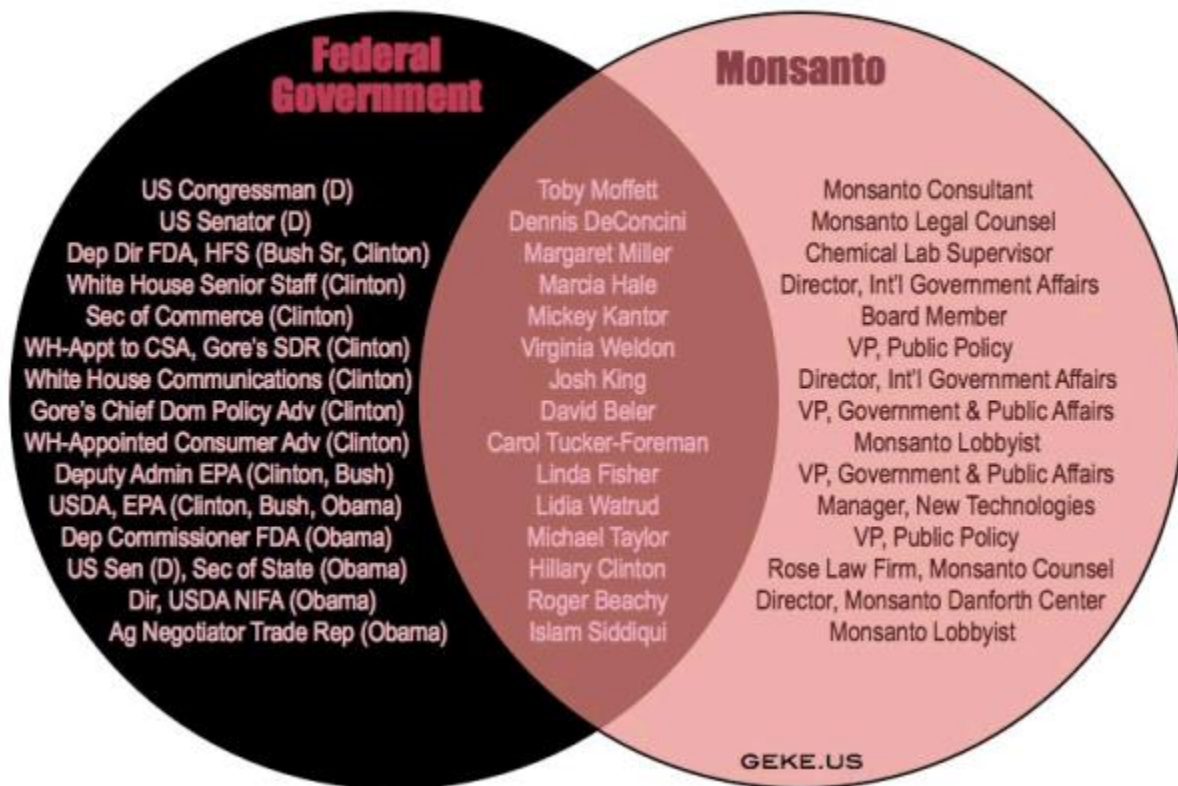 Federal
Government
Monsanto
US Congressman (D) Toby Moffett Monsanto Consultant
US Senator (D) Dennis DeConcini Monsanto Legal Counsel
Dep Dir FDA, HFS (Bush Sr, Clinton) Margaret Miller Chemical Lab Supervisor
White House Senior Staff (Clinton) Marcia Hale Director, Int'l Government Affairs
Sec of Commerce (Clinton) Mickey Kantor Board Member
WH-Appt to CSA, Gore's SDR (Clinton) Virginia Weldon VP, Public Policy
White House Communications (Clinton) Josh King Director, Int'l Government Affairs
Gore's Chief Dom Policy Adv (Clinton) David Beler VP, Government & Public Affairs
WH-Appointed Consumer Adv (Clinton) Carol Tucker-Foreman Monsanto Lobbyist
Deputy Admin EPA (Clinton, Bush) Linda Fisher VP, Government & Public Affairs
USDA, EPA (Clinton, Bush, Obama) Lidia Watrud Manager, New Technologies
Dep Commissioner FDA (Obama) Michael Taylor VP, Public Policy
US Sen (D), Sec of State (Obama) Hillary Clinton Rose Law Firm, Monsanto Counsel
Dir, USDA NIFA (Obama) Roger Beachy Director, Monsanto Danforth Center
Ag Negotiator Trade Rep (Obama) Islam Siddiqui Monsanto Lobbyist
GEKE.US